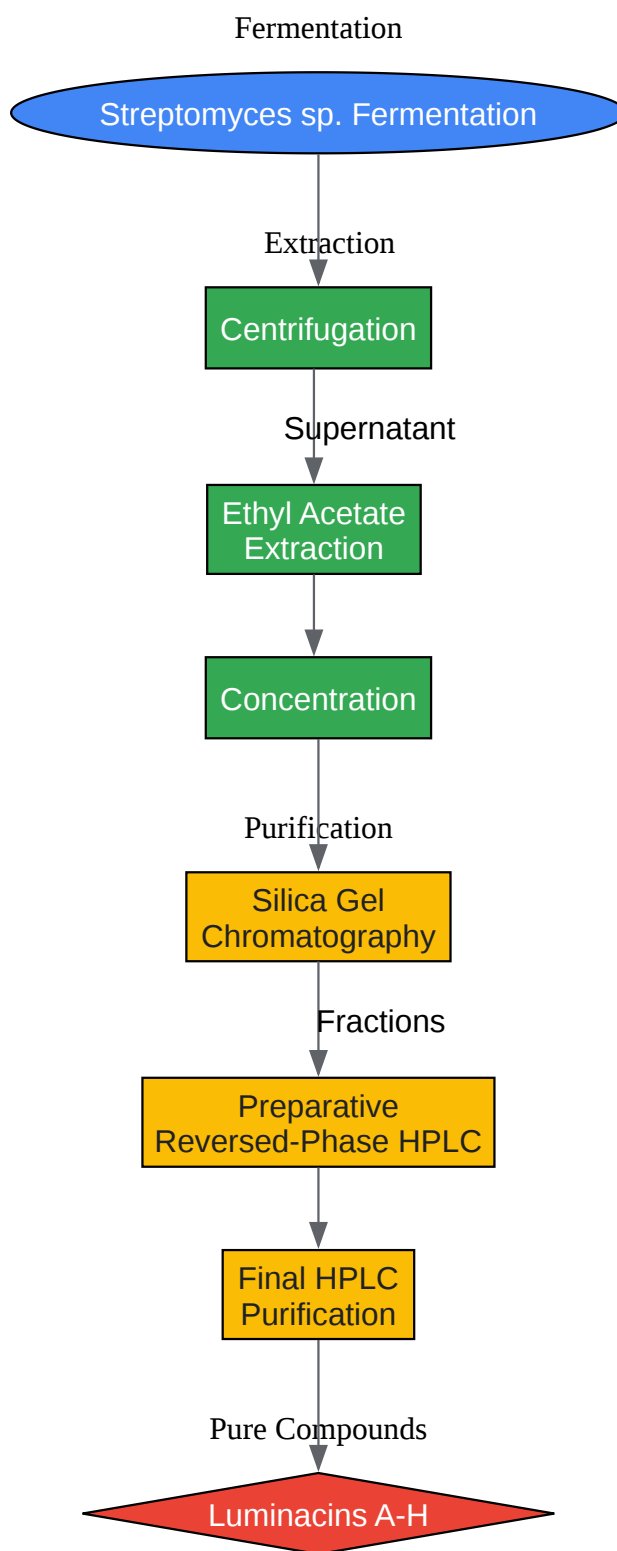 Fermentation
Streptomyces sp. Fermentation
Extraction
Centrifugation
Supernatant
Ethyl Acetate
Extraction
Concentration
Purification
Silica Gel
Chromatography
Fractions
Preparative
Reversed-Phase HPLC
Final HPLC
Purification
Pure Compounds
Luminacins A-H